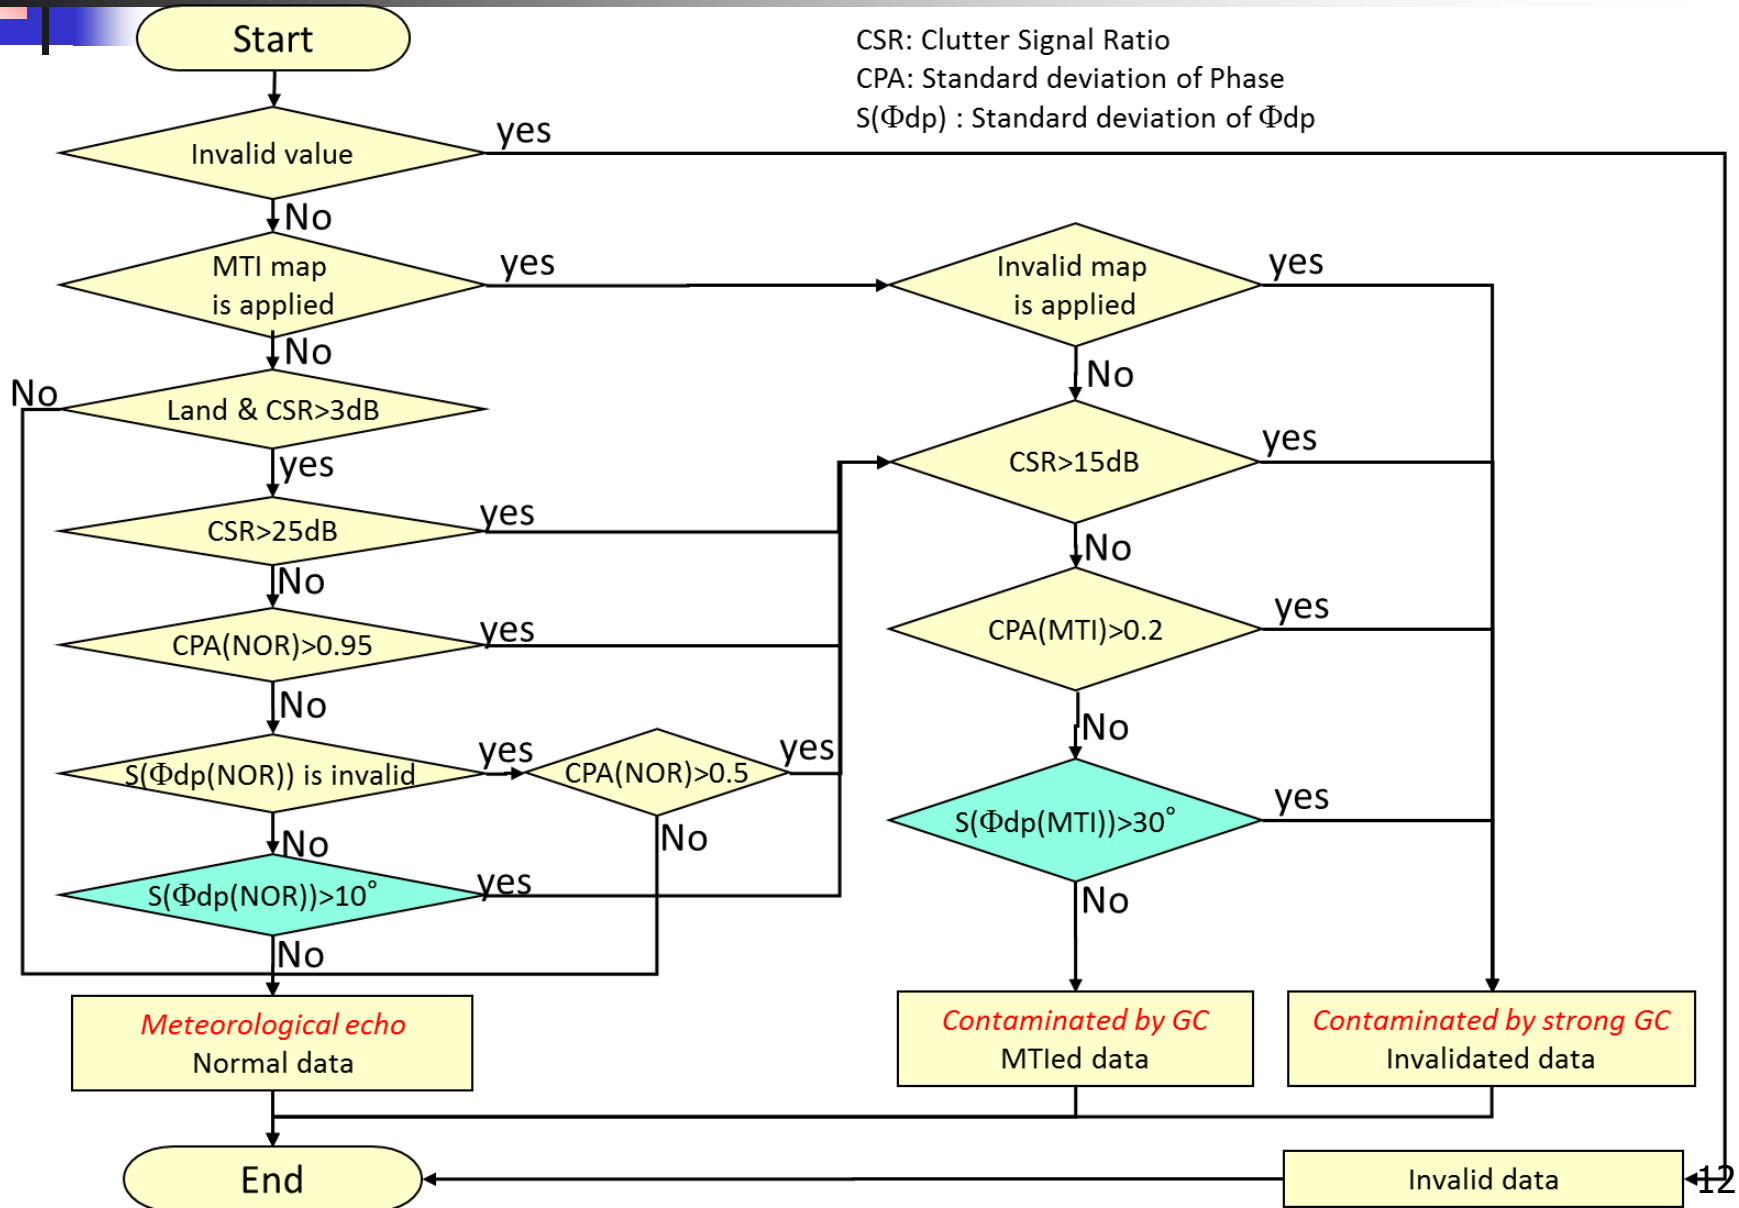 Start
CSR: Clutter Signal Ratio
CPA: Standard deviation of Phase
S(Φdp) : Standard deviation of Φdp
Invalid value
yes
No
MTI map
is applied
yes
Invalid map
is applied
yes
No
No
No
Land & CSR>3dB
yes
CSR>15dB
yes
CSR>25dB
yes
No
No
CPA(NOR)>0.95
yes
CPA(MTI)>0.2
yes
No
No
S(Φdp(NOR)) is invalid
yes
CPA(NOR)>0.5
yes
No
No
S(Φdp(MTI))>30°
yes
S(Φdp(NOR))>10°
yes
No
No
Meteorological echo
Normal data
Contaminated by GC
MTIed data
Contaminated by strong GC
Invalidated data
End
Invalid data
12